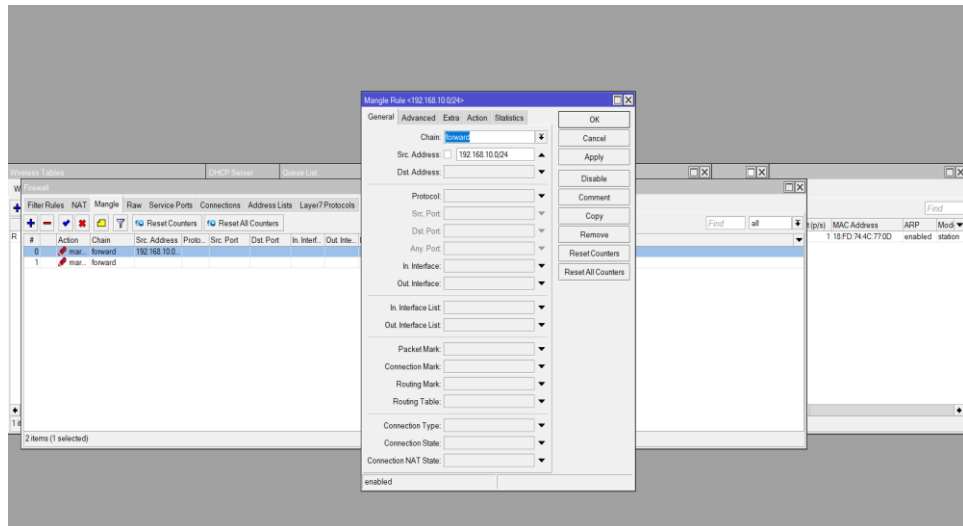 Mangle Rule <192.168.10.0/24>
General Advanced Extra Action Statistics
OK
Chain: forward
Cancel
Src. Address: 192.168.10.0/24
Apply
Dst. Address:
Disable
Protocol:
Comment
Src. Port:
Copy
Dst. Port:
Remove
Any. Port:
Reset Counters
In. Interface:
Reset All Counters
Out. Interface:
In. Interface List:
Out. Interface List:
Packet Mark:
Connection Mark:
Routing Mark:
Routing Table:
Connection Type:
Connection State:
Connection NAT State:
enabled
Wireless Tables
DHCP Server
Queue List
W
Firewall
Filter Rules NAT Mangle Raw Service Ports Connections Address Lists Layer7 Protocols
Reset Counters Reset All Counters
Find all
# Action Chain Src. Address Proto... Src. Port Dst. Port In. Interf... Out. Inte...
0 mar... forward 192.168.10.0...
1 mar... forward
2 items (1 selected)
R
Find
t (p/s) MAC Address ARP Mod
1 18:FD:74:4C:77:0D enabled station